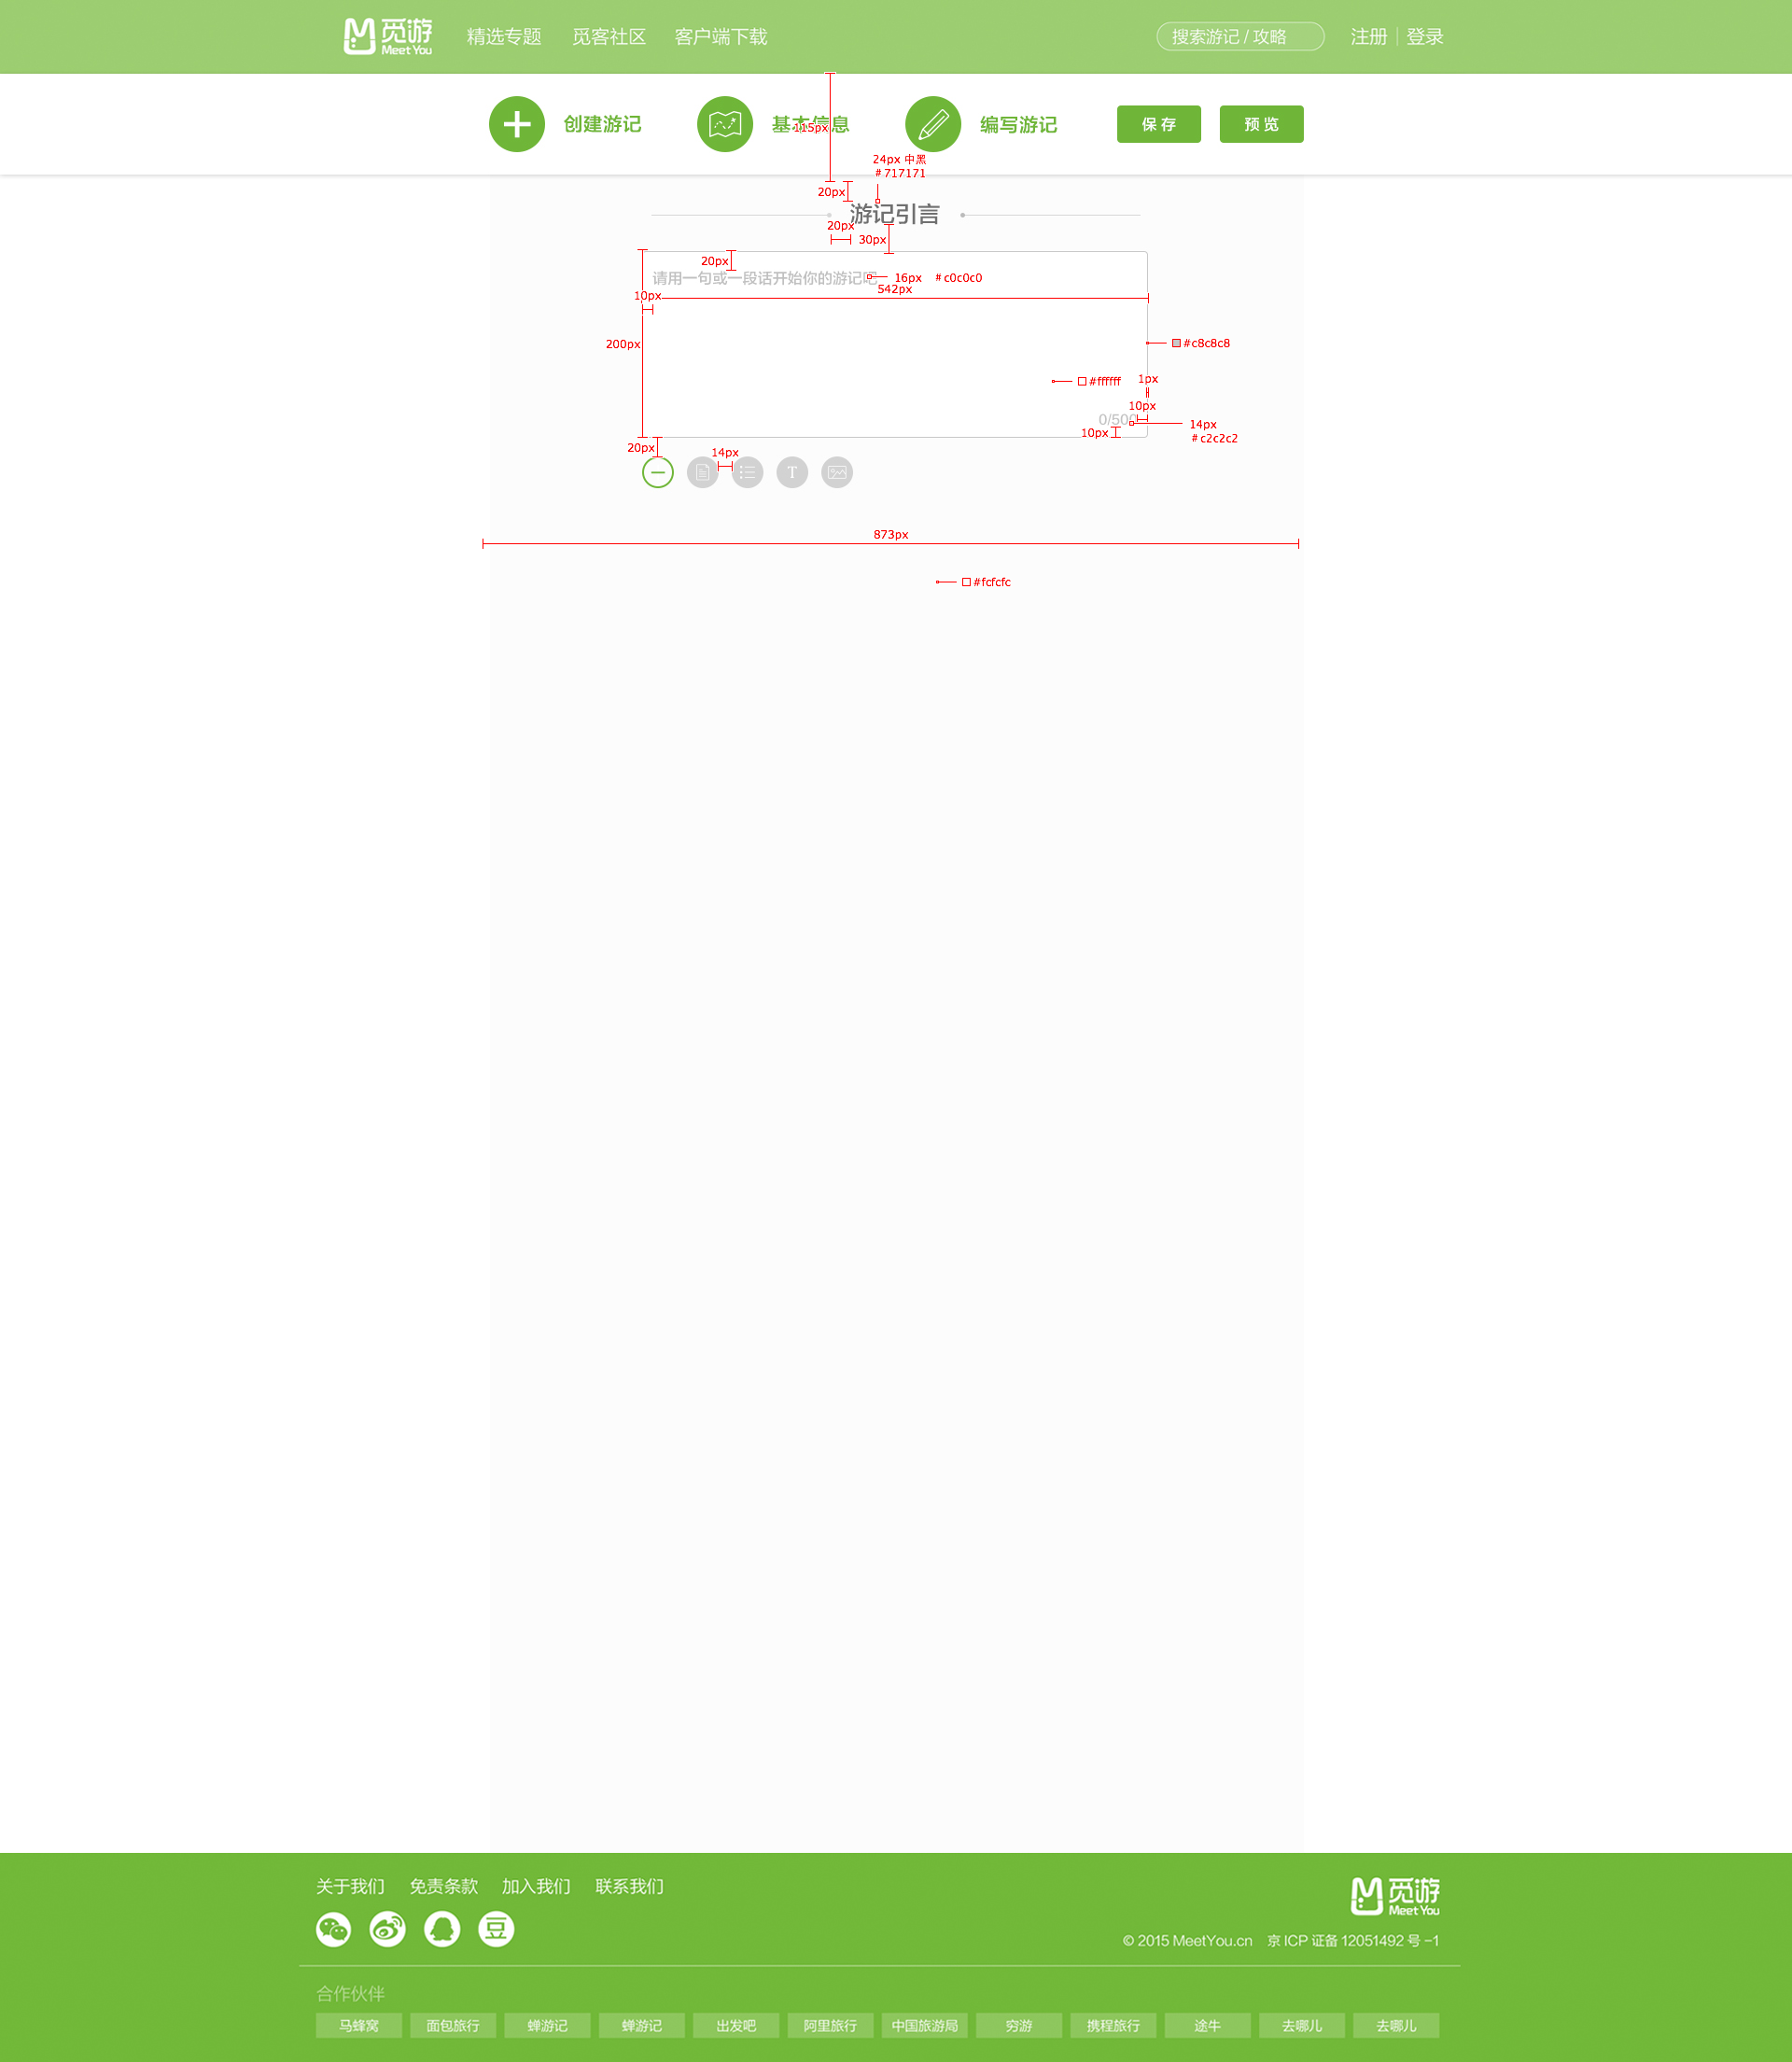 觅游
Meet You
精选专题 觅客社区 客户端下载
搜索游记 / 攻略
注册 登录
创建游记 基本信息 编写游记 保 存 预 览
115px
24px 中黑
#717171
20px
游记引言
20px
30px
20px
请用一句或一段话开始你的游记吧
16px #c0c0c0
542px
10px
200px
#c8c8c8
#ffffff
1px
10px
0/500
10px
14px
#c2c2c2
20px
14px
T
873px
#fcfcfc
关于我们 免责条款 加入我们 联系我们
豆
觅游
Meet You
© 2015 MeetYou.cn 京 ICP 证备 12051492 号 -1
合作伙伴
马蜂窝 面包旅行 蝉游记 蝉游记 出发吧 阿里旅行 中国旅游局 穷游 携程旅行 途牛 去哪儿 去哪儿